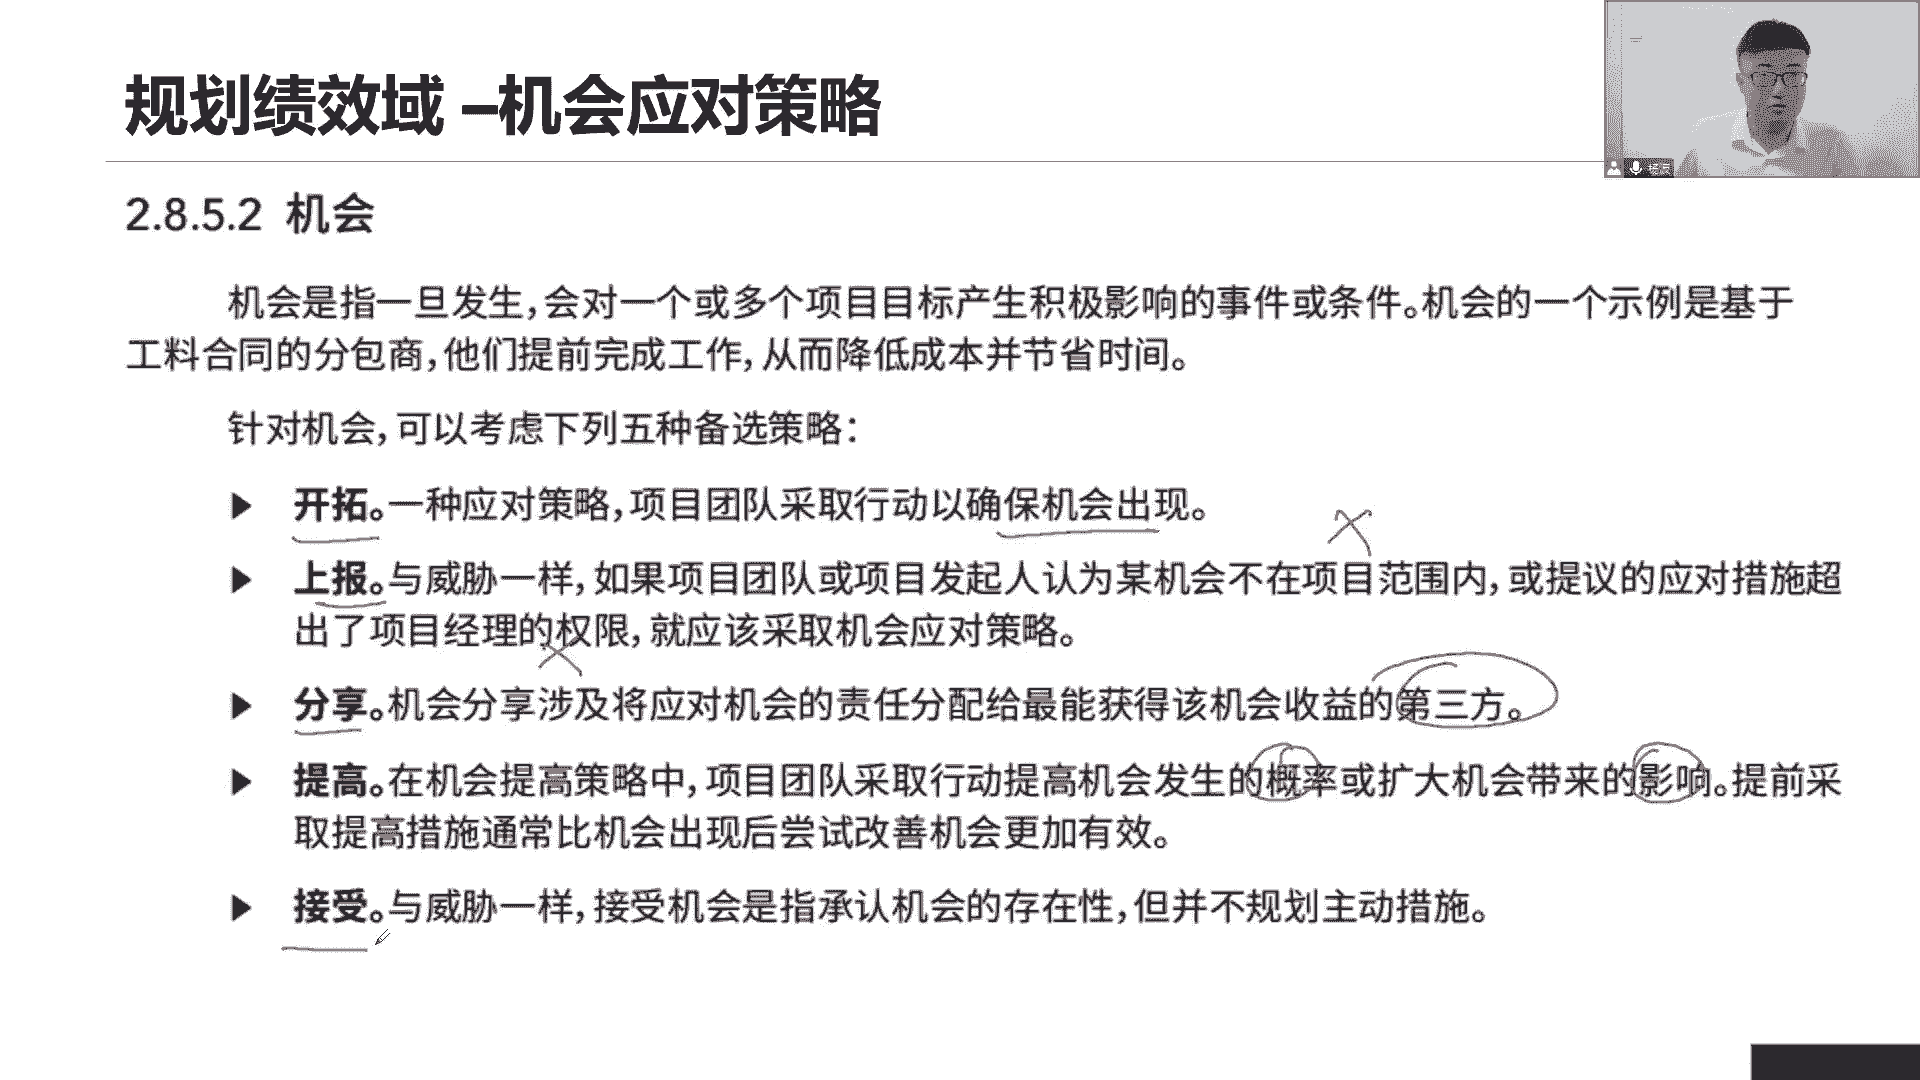 规划绩效域 –机会应对策略
2.8.5.2 机会
机会是指一旦发生,会对一个或多个项目目标产生积极影响的事件或条件。机会的一个示例是基于
工料合同的分包商,他们提前完成工作,从而降低成本并节省时间。
针对机会,可以考虑下列五种备选策略:
▶ 开拓。一种应对策略,项目团队采取行动以确保机会出现。
▶ 上报。与威胁一样,如果项目团队或项目发起人认为某机会不在项目范围内,或提议的应对措施超
出了项目经理的权限,就应该采取机会应对策略。
▶ 分享。机会分享涉及将应对机会的责任分配给最能获得该机会收益的第三方。
▶ 提高。在机会提高策略中,项目团队采取行动提高机会发生的概率或扩大机会带来的影响。提前采
取提高措施通常比机会出现后尝试改善机会更加有效。
▶ 接受。与威胁一样,接受机会是指承认机会的存在性,但并不规划主动措施。